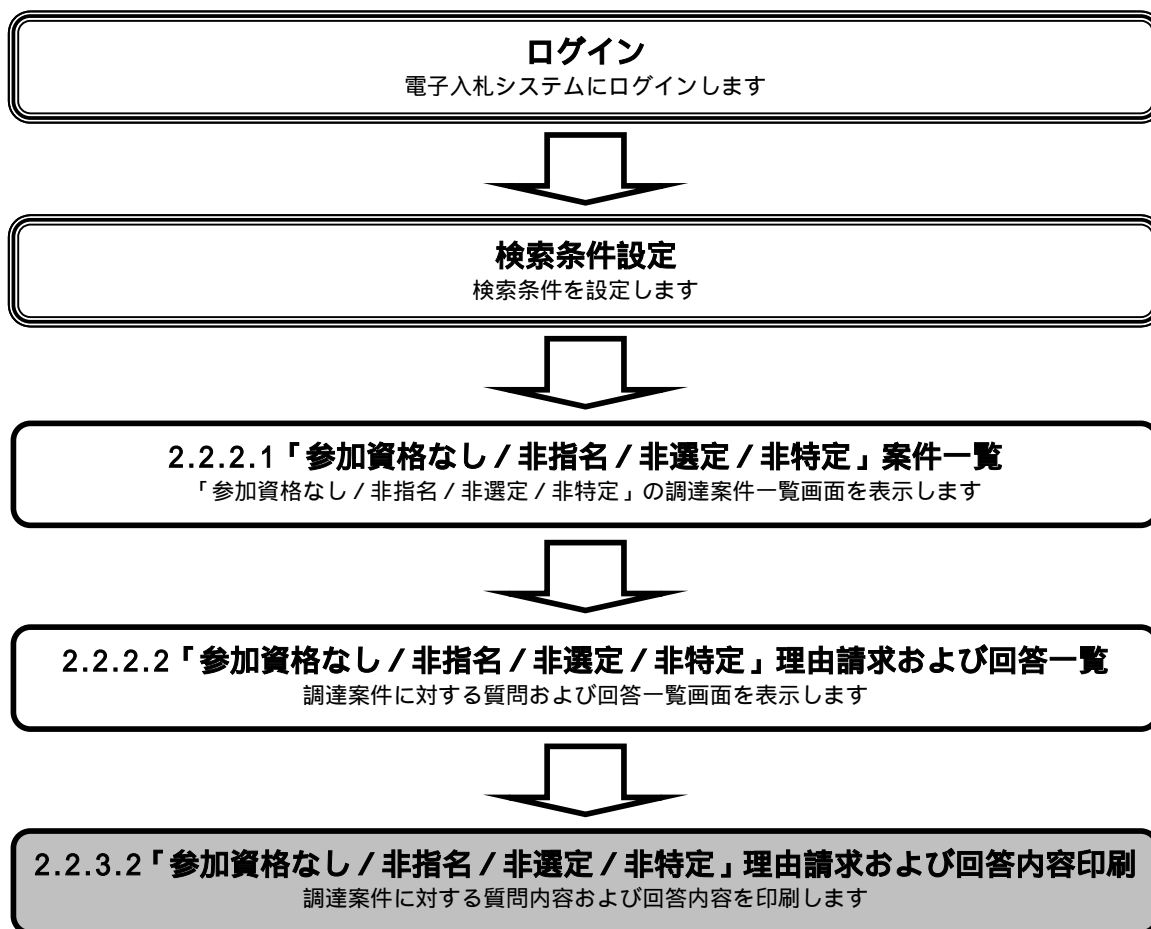 ログイン
電子入札システムにログインします
検索条件設定
検索条件を設定します
2.2.2.1「参加資格なし/非指名/非選定/非特定」案件一覧
「参加資格なし/非指名/非選定/非特定」の調達案件一覧画面を表示します
2.2.2.2「参加資格なし/非指名/非選定/非特定」理由請求および回答一覧
調達案件に対する質問および回答一覧画面を表示します
2.2.3.2「参加資格なし/非指名/非選定/非特定」理由請求および回答内容印刷
調達案件に対する質問内容および回答内容を印刷します